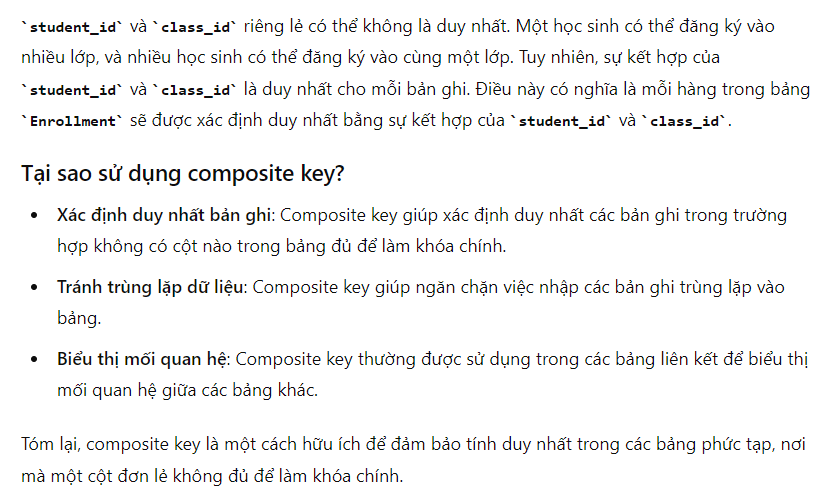 `student_id` và `class_id` riêng lẻ có thể không là duy nhất. Một học sinh có thể đăng ký vào
nhiều lớp, và nhiều học sinh có thể đăng ký vào cùng một lớp. Tuy nhiên, sự kết hợp của
`student_id` và `class_id` là duy nhất cho mỗi bản ghi. Điều này có nghĩa là mỗi hàng trong bảng
`Enrollment` sẽ được xác định duy nhất bằng sự kết hợp của `student_id` và `class_id`.
Tại sao sử dụng composite key?
• Xác định duy nhất bản ghi: Composite key giúp xác định duy nhất các bản ghi trong trường
hợp không có cột nào trong bảng đủ để làm khóa chính.
• Tránh trùng lặp dữ liệu: Composite key giúp ngăn chặn việc nhập các bản ghi trùng lặp vào
bảng.
• Biểu thị mối quan hệ: Composite key thường được sử dụng trong các bảng liên kết để biểu thị
mối quan hệ giữa các bảng khác.
Tóm lại, composite key là một cách hữu ích để đảm bảo tính duy nhất trong các bảng phức tạp, nơi
mà một cột đơn lẻ không đủ để làm khóa chính.